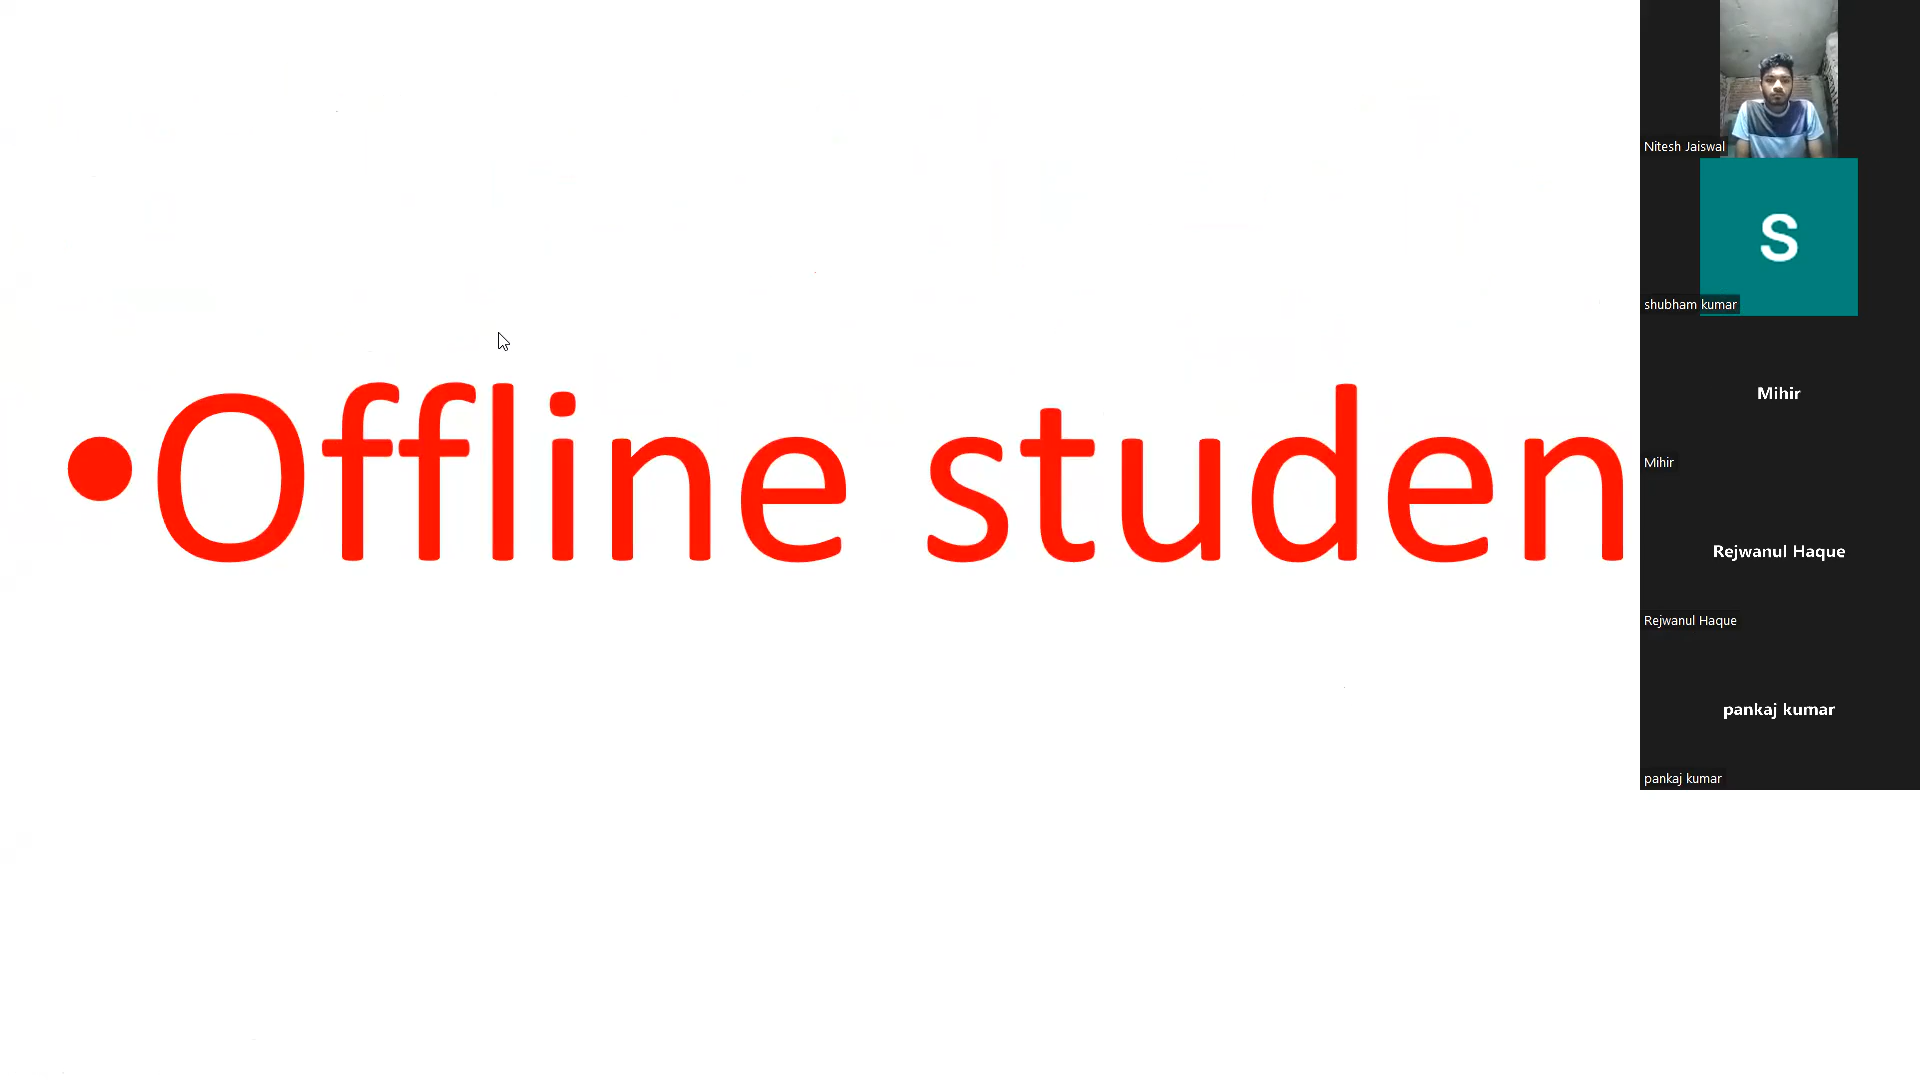 •Offline studen
Nitesh Jaiswal
S
shubham kumar
Mihir
Mihir
Rejwanul Haque
Rejwanul Haque
pankaj kumar
pankaj kumar